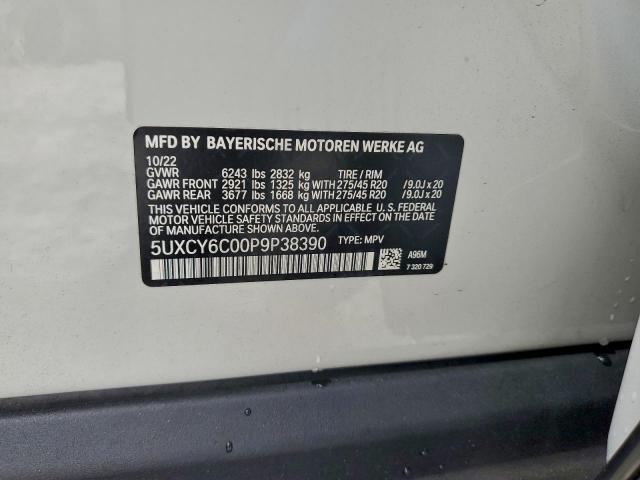 MFD BY BAYERISCHE MOTOREN WERKE AG
10/22
GVWR 6243 lbs 2832 kg TIRE / RIM
GAWR FRONT 2921 lbs 1325 kg WITH 275/45 R20 /9.0J x 20
GAWR REAR 3677 lbs 1668 kg WITH 275/45 R20 /9.0J x 20
THIS VEHICLE CONFORMS TO ALL APPLICABLE U.S. FEDERAL
MOTOR VEHICLE SAFETY STANDARDS IN EFFECT ON THE
DATE OF MANUFACTURE SHOWN ABOVE.
5UXCY6C00P9P38390 TYPE: MPV
A96M
7 320 729